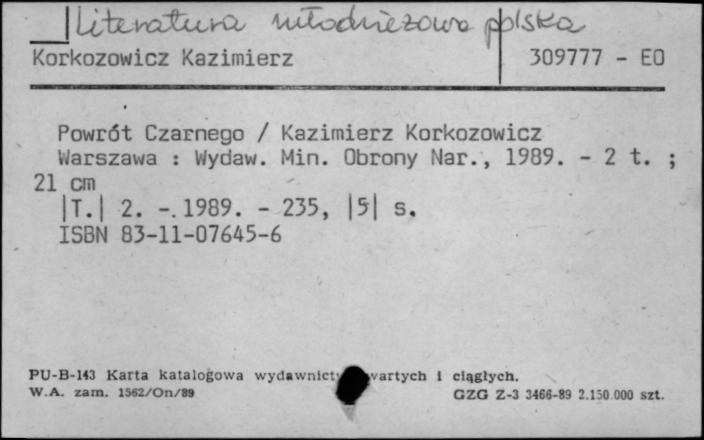 Literatura młodzieżowa polska
Korkozowicz Kazimierz 309777 - EO
Powrót Czarnego / Kazimierz Korkozowicz
Warszawa : Wydaw. Min. Obrony Nar., 1989. - 2 t. ;
21 cm
|T.| 2. - 1989. - 235, |5| s.
ISBN 83-11-07645-6
PU-B-143 Karta katalogowa wydawnict wartych i ciągłych.
W.A. zam. 1562/On/89 GZG Z-3 3466-89 2.150.000 szt.